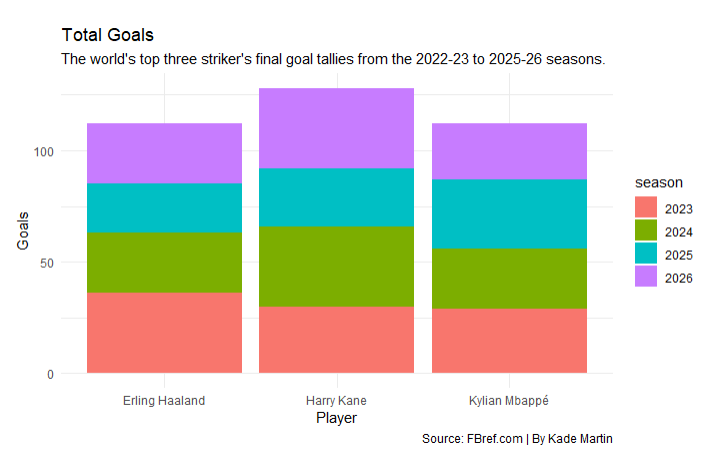 Total Goals
The world's top three striker's final goal tallies from the 2022-23 to 2025-26 seasons.
100
50
0
Goals
Erling Haaland
Harry Kane
Kylian Mbappé
Player
season
2023
2024
2025
2026
Source: FBref.com | By Kade Martin